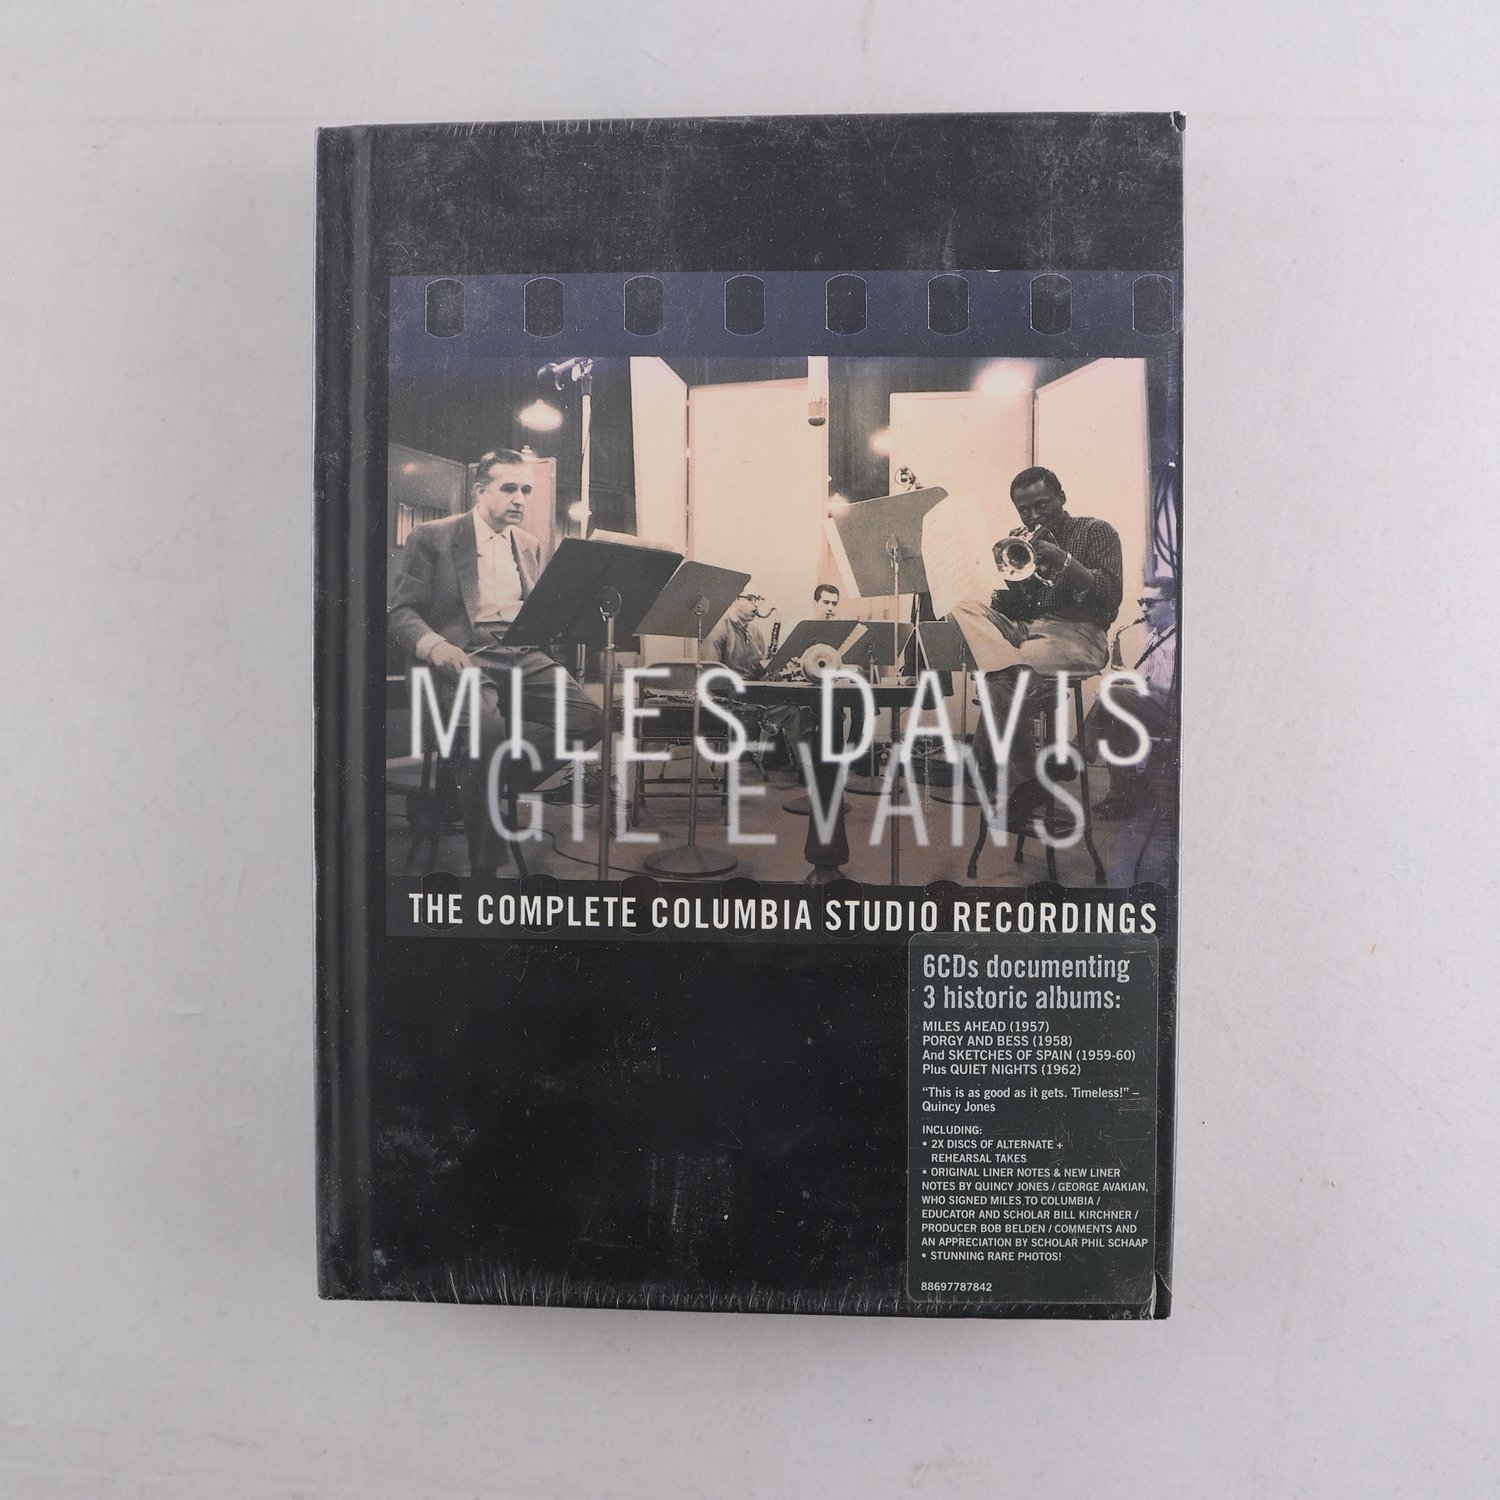 MILES DAVIS
GIL EVANS
THE COMPLETE COLUMBIA STUDIO RECORDINGS
6CDs documenting
3 historic albums:
MILES AHEAD (1957)
PORGY AND BESS (1958)
And SKETCHES OF SPAIN (1959-60)
Plus QUIET NIGHTS (1962)
“This is as good as it gets. Timeless!” –
Quincy Jones
INCLUDING:
• 2X DISCS OF ALTERNATE +
REHEARSAL TAKES
• ORIGINAL LINER NOTES & NEW LINER
NOTES BY QUINCY JONES / GEORGE AVAKIAN,
WHO SIGNED MILES TO COLUMBIA /
EDUCATOR AND SCHOLAR BILL KIRCHNER /
PRODUCER BOB BELDEN / COMMENTS AND
AN APPRECIATION BY SCHOLAR PHIL SCHAAP
• STUNNING RARE PHOTOS!
88697787842